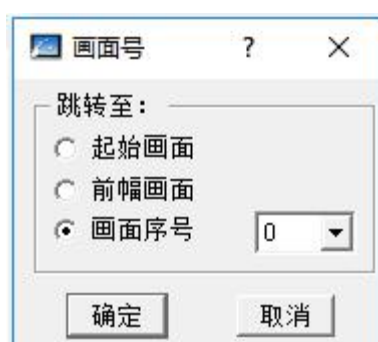 画面号 ?
跳转至：
起始画面
前幅画面
画面序号 0
确定 取消